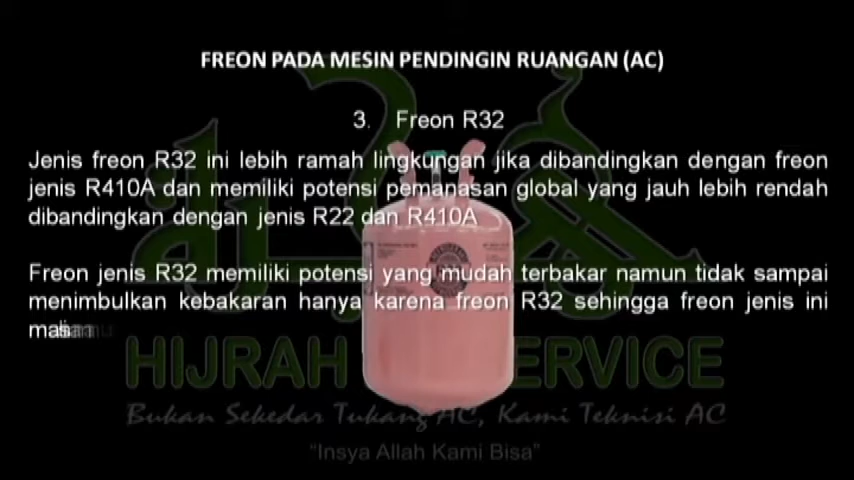 FREON PADA MESIN PENDINGIN RUANGAN (AC)
3. Freon R32
Jenis freon R32 ini lebih ramah lingkungan jika dibandingkan dengan freon
jenis R410A dan memiliki potensi pemanasan global yang jauh lebih rendah
dibandingkan dengan jenis R22 dan R410A
Freon jenis R32 memiliki potensi yang mudah terbakar namun tidak sampai
menimbulkan kebakaran hanya karena freon R32 sehingga freon jenis ini
HIJRAH ERVICE
Bukan Sekedar Tukang AC, Kami Teknisi AC
“Insya Allah Kami Bisa”